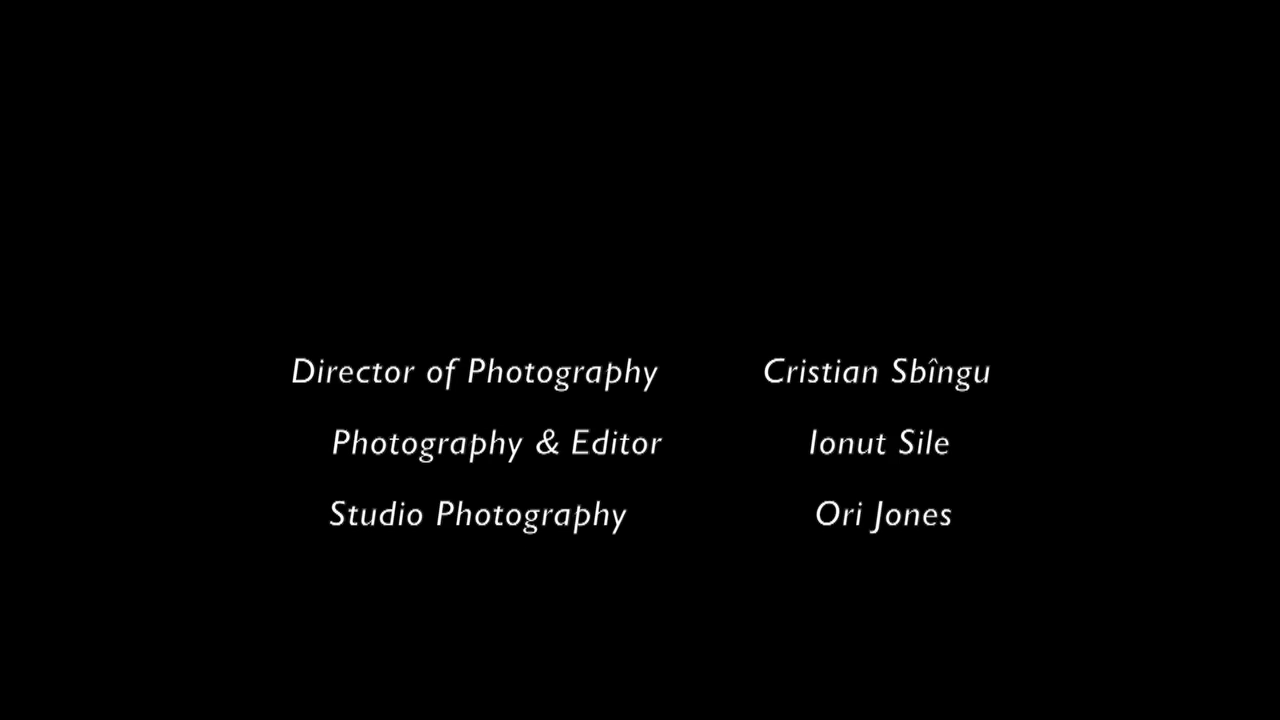 Director of Photography Cristian Sbîngu
Photography & Editor Ionut Sile
Studio Photography Ori Jones